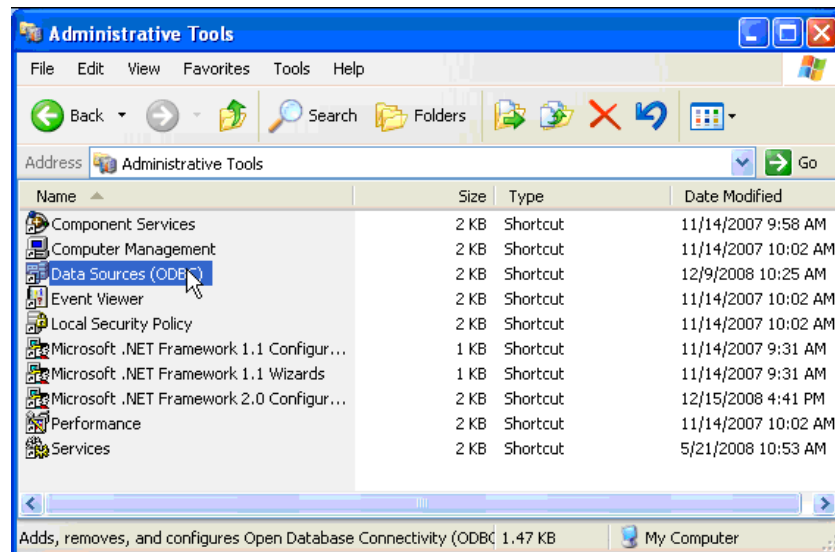 Administrative Tools
File Edit View Favorites Tools Help
Back Search Folders
Address Administrative Tools Go
Name Size Type Date Modified
Component Services 2 KB Shortcut 11/14/2007 9:58 AM
Computer Management 2 KB Shortcut 11/14/2007 10:02 AM
Data Sources (ODBC) 2 KB Shortcut 12/9/2008 10:25 AM
Event Viewer 2 KB Shortcut 11/14/2007 10:02 AM
Local Security Policy 2 KB Shortcut 11/14/2007 10:02 AM
Microsoft .NET Framework 1.1 Configur... 1 KB Shortcut 11/14/2007 9:31 AM
Microsoft .NET Framework 1.1 Wizards 1 KB Shortcut 11/14/2007 9:31 AM
Microsoft .NET Framework 2.0 Configur... 2 KB Shortcut 12/15/2008 4:41 PM
Performance 2 KB Shortcut 11/14/2007 10:02 AM
Services 2 KB Shortcut 5/21/2008 10:53 AM
Adds, removes, and configures Open Database Connectivity (ODBC 1.47 KB My Computer